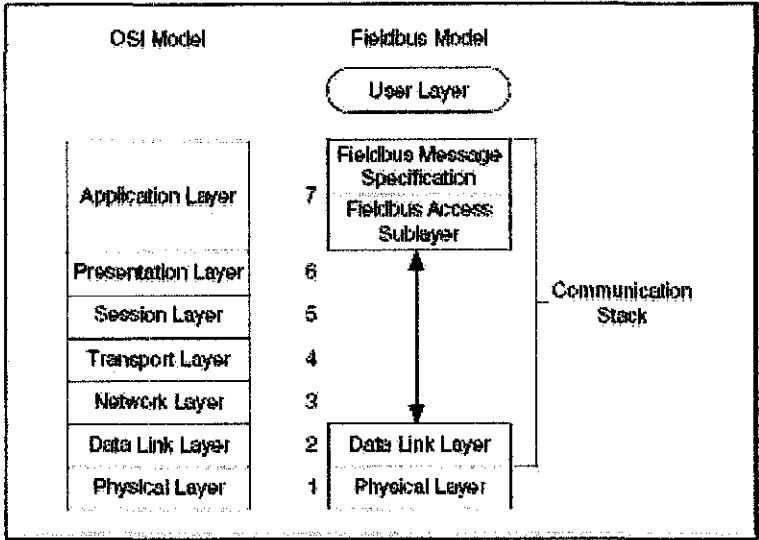 OSI Model
Fieldbus Model
User Layer
Application Layer
7
Fieldbus Message
Specification
Fieldbus Access
Sublayer
Presentation Layer
6
Session Layer
5
Transport Layer
4
Network Layer
3
Data Link Layer
2
Data Link Layer
Physical Layer
1
Physical Layer
Communication
Stack